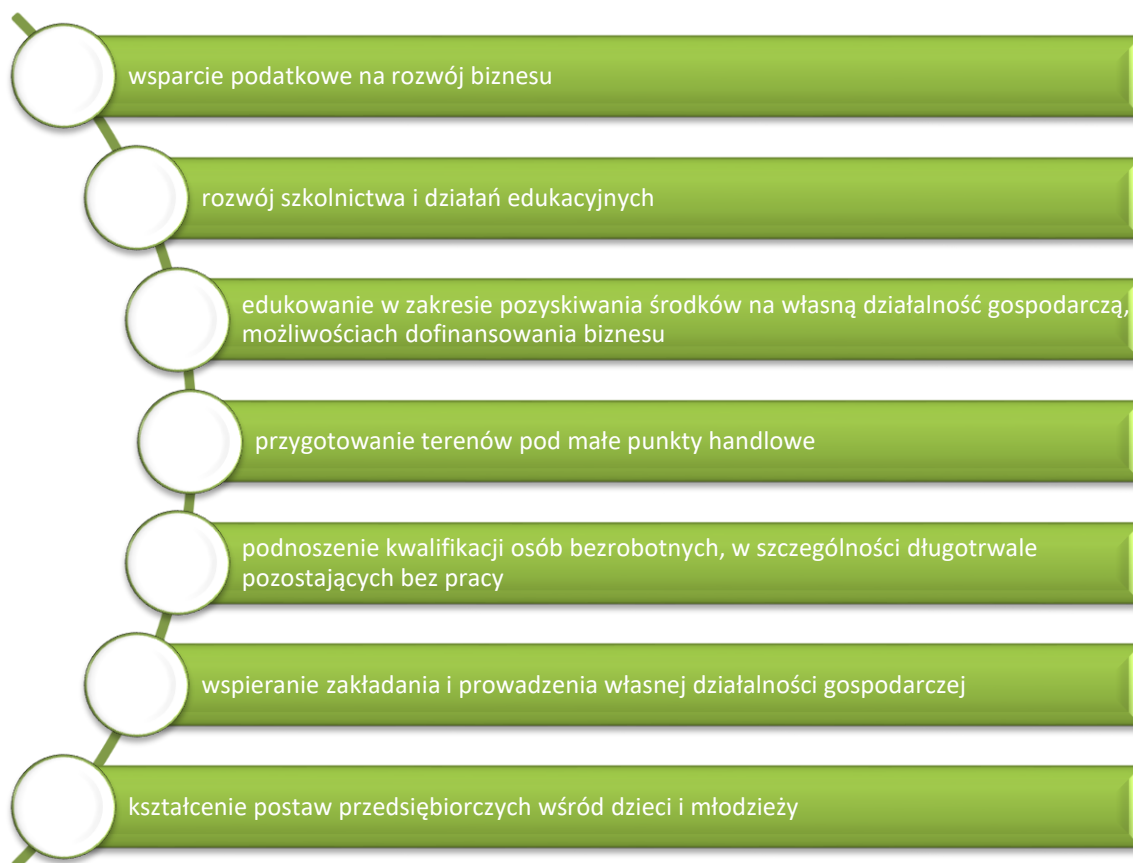 wsparcie podatkowe na rozwój biznesu
rozwój szkolnictwa i działań edukacyjnych
edukowanie w zakresie pozyskiwania środków na własną działalność gospodarczą,
możliwościach dofinansowania biznesu
przygotowanie terenów pod małe punkty handlowe
podnoszenie kwalifikacji osób bezrobotnych, w szczególności długotrwale
pozostających bez pracy
wspieranie zakładania i prowadzenia własnej działalności gospodarczej
kształcenie postaw przedsiębiorczych wśród dzieci i młodzieży